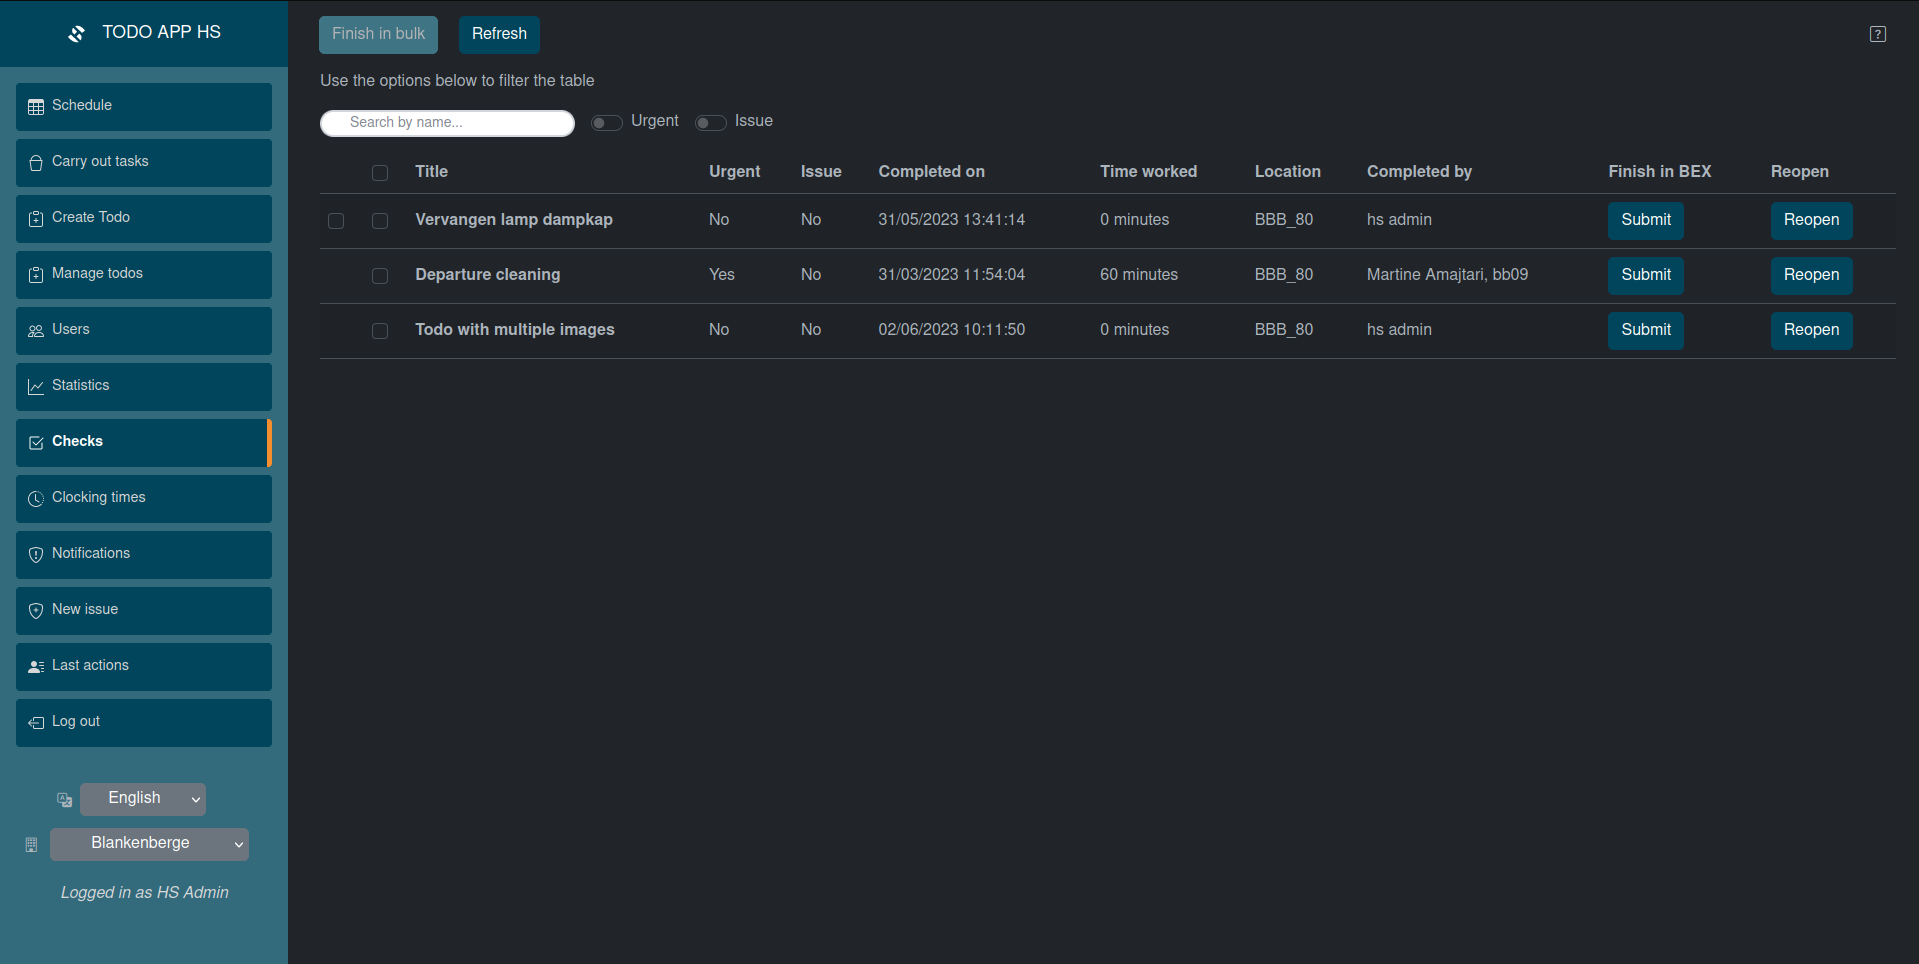 TODO APP HS
Schedule
Carry out tasks
Create Todo
Manage todos
Users
Statistics
Checks
Clocking times
Notifications
New issue
Last actions
Log out
English
Blankenberge
Logged in as HS Admin
Finish in bulk Refresh
?
Use the options below to filter the table
Search by name... Urgent Issue
Title Urgent Issue Completed on Time worked Location Completed by Finish in BEX Reopen
Vervangen lamp dampkap No No 31/05/2023 13:41:14 0 minutes BBB_80 hs admin Submit Reopen
Departure cleaning Yes No 31/03/2023 11:54:04 60 minutes BBB_80 Martine Amajtari, bb09 Submit Reopen
Todo with multiple images No No 02/06/2023 10:11:50 0 minutes BBB_80 hs admin Submit Reopen